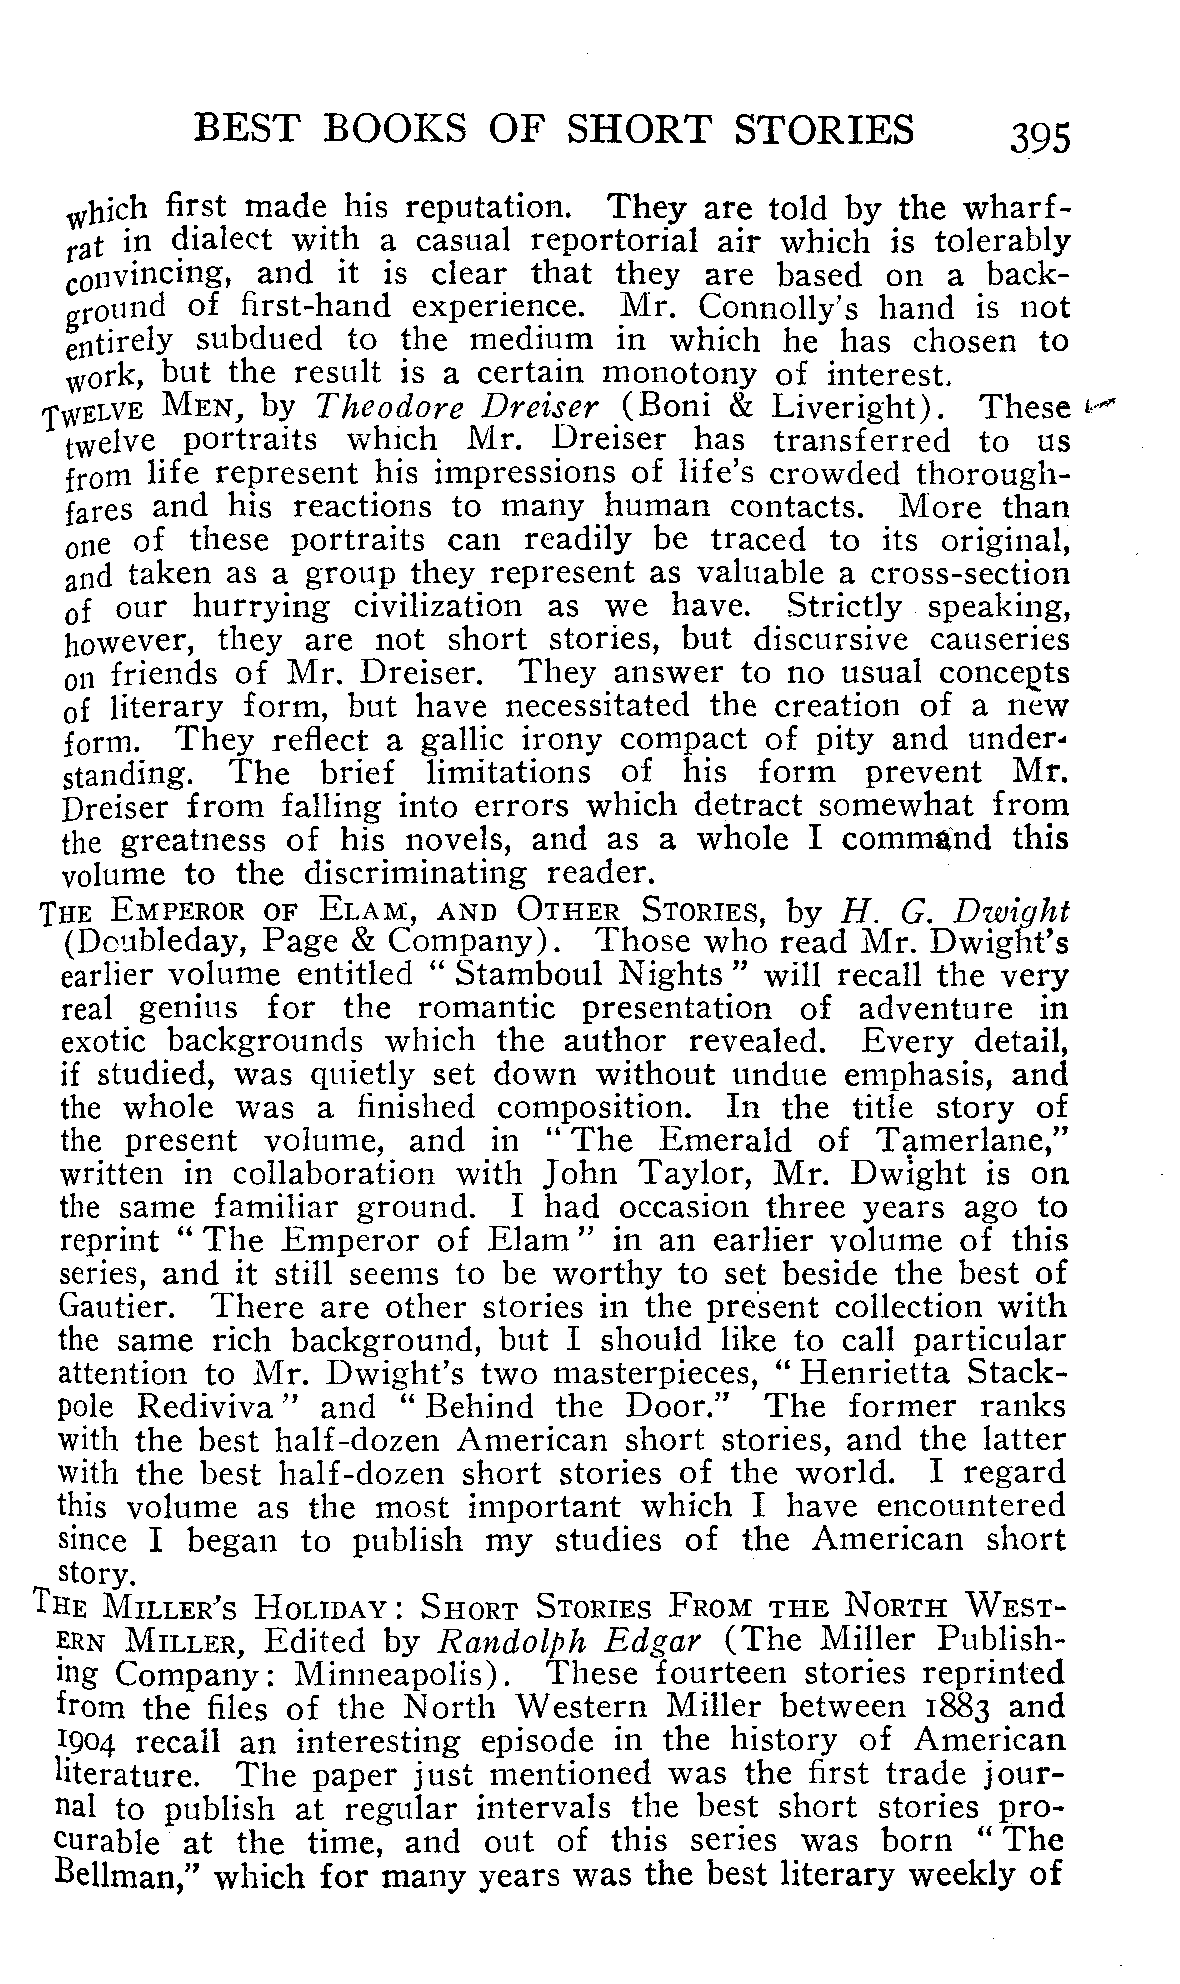 BEST BOOKS OF SHORT STORIES 395
which first made his reputation. They are told by the wharf-
rat in dialect with a casual reportorial air which is tolerably
convincing, and it is clear that they are based on a back-
ground of first-hand experience. Mr. Connolly's hand is not
entirely subdued to the medium in which he has chosen to
work, but the result is a certain monotony of interest.
TWELVE MEN, by Theodore Dreiser (Boni & Liveright). These
twelve portraits which Mr. Dreiser has transferred to us
from life represent his impressions of life's crowded thorough-
fares and his reactions to many human contacts. More than
one of these portraits can readily be traced to its original,
and taken as a group they represent as valuable a cross-section
of our hurrying civilization as we have. Strictly speaking,
however, they are not short stories, but discursive causeries
on friends of Mr. Dreiser. They answer to no usual concepts
of literary form, but have necessitated the creation of a new
form. They reflect a gallic irony compact of pity and under-
standing. The brief limitations of his form prevent Mr.
Dreiser from falling into errors which detract somewhat from
the greatness of his novels, and as a whole I command this
volume to the discriminating reader.
THE EMPEROR OF ELAM, AND OTHER STORIES, by H. G. Dwight
(Doubleday, Page & Company). Those who read Mr. Dwight's
earlier volume entitled "Stamboul Nights" will recall the very
real genius for the romantic presentation of adventure in
exotic backgrounds which the author revealed. Every detail,
if studied, was quietly set down without undue emphasis, and
the whole was a finished composition. In the title story of
the present volume, and in "The Emerald of Tamerlane,"
written in collaboration with John Taylor, Mr. Dwight is on
the same familiar ground. I had occasion three years ago to
reprint "The Emperor of Elam" in an earlier volume of this
series, and it still seems to be worthy to set beside the best of
Gautier. There are other stories in the present collection with
the same rich background, but I should like to call particular
attention to Mr. Dwight's two masterpieces, "Henrietta Stack-
pole Rediviva" and "Behind the Door." The former ranks
with the best half-dozen American short stories, and the latter
with the best half-dozen short stories of the world. I regard
this volume as the most important which I have encountered
since I began to publish my studies of the American short
story.
THE MILLER'S HOLIDAY: SHORT STORIES FROM THE NORTH WEST-
ERN MILLER, Edited by Randolph Edgar (The Miller Publish-
ing Company: Minneapolis). These fourteen stories reprinted
from the files of the North Western Miller between 1883 and
1904 recall an interesting episode in the history of American
literature. The paper just mentioned was the first trade jour-
nal to publish at regular intervals the best short stories pro-
curable at the time, and out of this series was born "The
Bellman," which for many years was the best literary weekly of